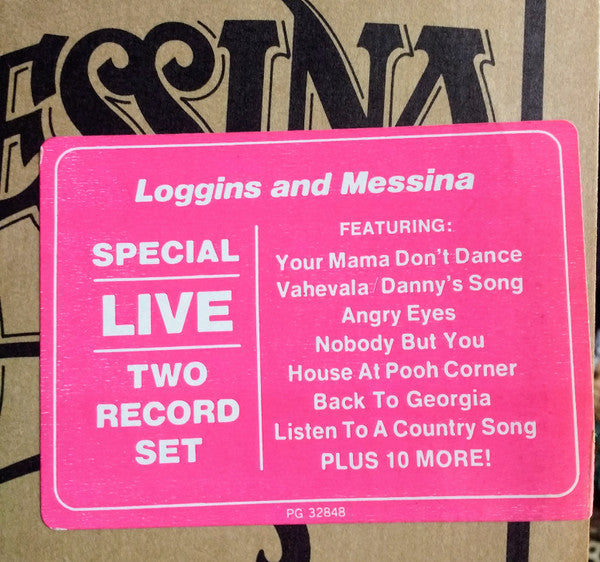 ESSINA
Loggins and Messina
SPECIAL
LIVE
TWO
RECORD
SET
FEATURING:
Your Mama Don't Dance
Vahevala/Danny's Song
Angry Eyes
Nobody But You
House At Pooh Corner
Back To Georgia
Listen To A Country Song
PLUS 10 MORE!
PG 32848